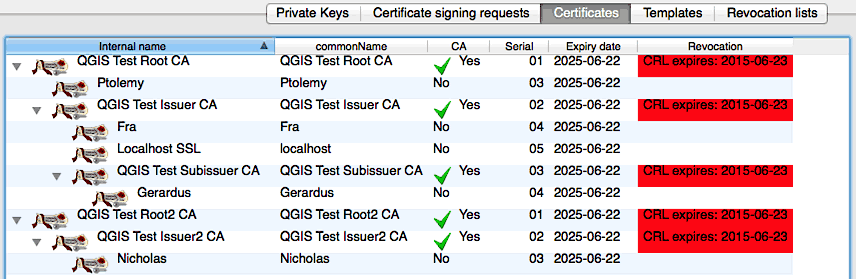 Private Keys Certificate signing requests Certificates Templates Revocation lists
Internal name commonName CA Serial Expiry date Revocation
QGIS Test Root CA QGIS Test Root CA Yes 01 2025-06-22 CRL expires: 2015-06-23
Ptolemy Ptolemy No 03 2025-06-22
QGIS Test Issuer CA QGIS Test Issuer CA Yes 02 2025-06-22 CRL expires: 2015-06-23
Fra Fra No 04 2025-06-22
Localhost SSL localhost No 05 2025-06-22
QGIS Test Subissuer CA QGIS Test Subissuer CA Yes 03 2025-06-22 CRL expires: 2015-06-23
Gerardus Gerardus No 04 2025-06-22
QGIS Test Root2 CA QGIS Test Root2 CA Yes 01 2025-06-22 CRL expires: 2015-06-23
QGIS Test Issuer2 CA QGIS Test Issuer2 CA Yes 02 2025-06-22 CRL expires: 2015-06-23
Nicholas Nicholas No 03 2025-06-22